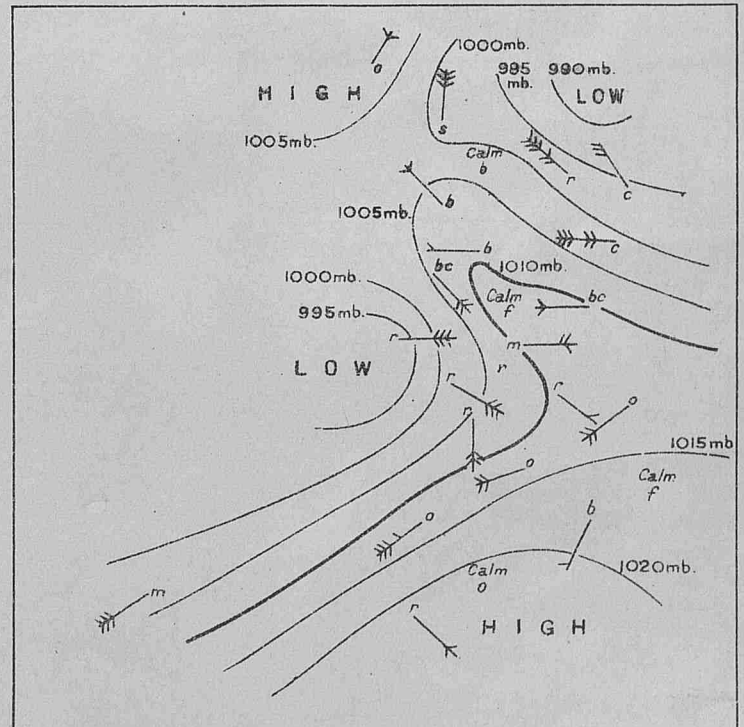 1000mb.
995 mb.
990mb.
o
HIGH
LOW
1005mb.
s
Calm
b
r
c
b
1005mb.
b
c
bc
1010mb.
1000mb.
Calm
f
bc
995mb.
r
m
LOW
r
r
r
o
1015mb
o
Calm
f
b
o
Calm
o
1020mb.
m
r
HIGH